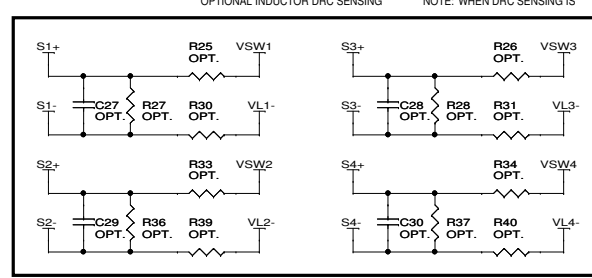 OPTIONAL INDUCTOR DRC SENSING NOTE: WHEN DRC SENSING IS
S1+ R25 VSW1
OPT.
C27 R27 R30
S1- OPT. OPT. OPT. VL1-
S3+ R26 VSW3
OPT.
C28 R28 R31
S3- OPT. OPT. OPT. VL3-
S2+ R33 VSW2
OPT.
C29 R36 R39
S2- OPT. OPT. OPT. VL2-
S4+ R34 VSW4
OPT.
C30 R37 R40
S4- OPT. OPT. OPT. VL4-